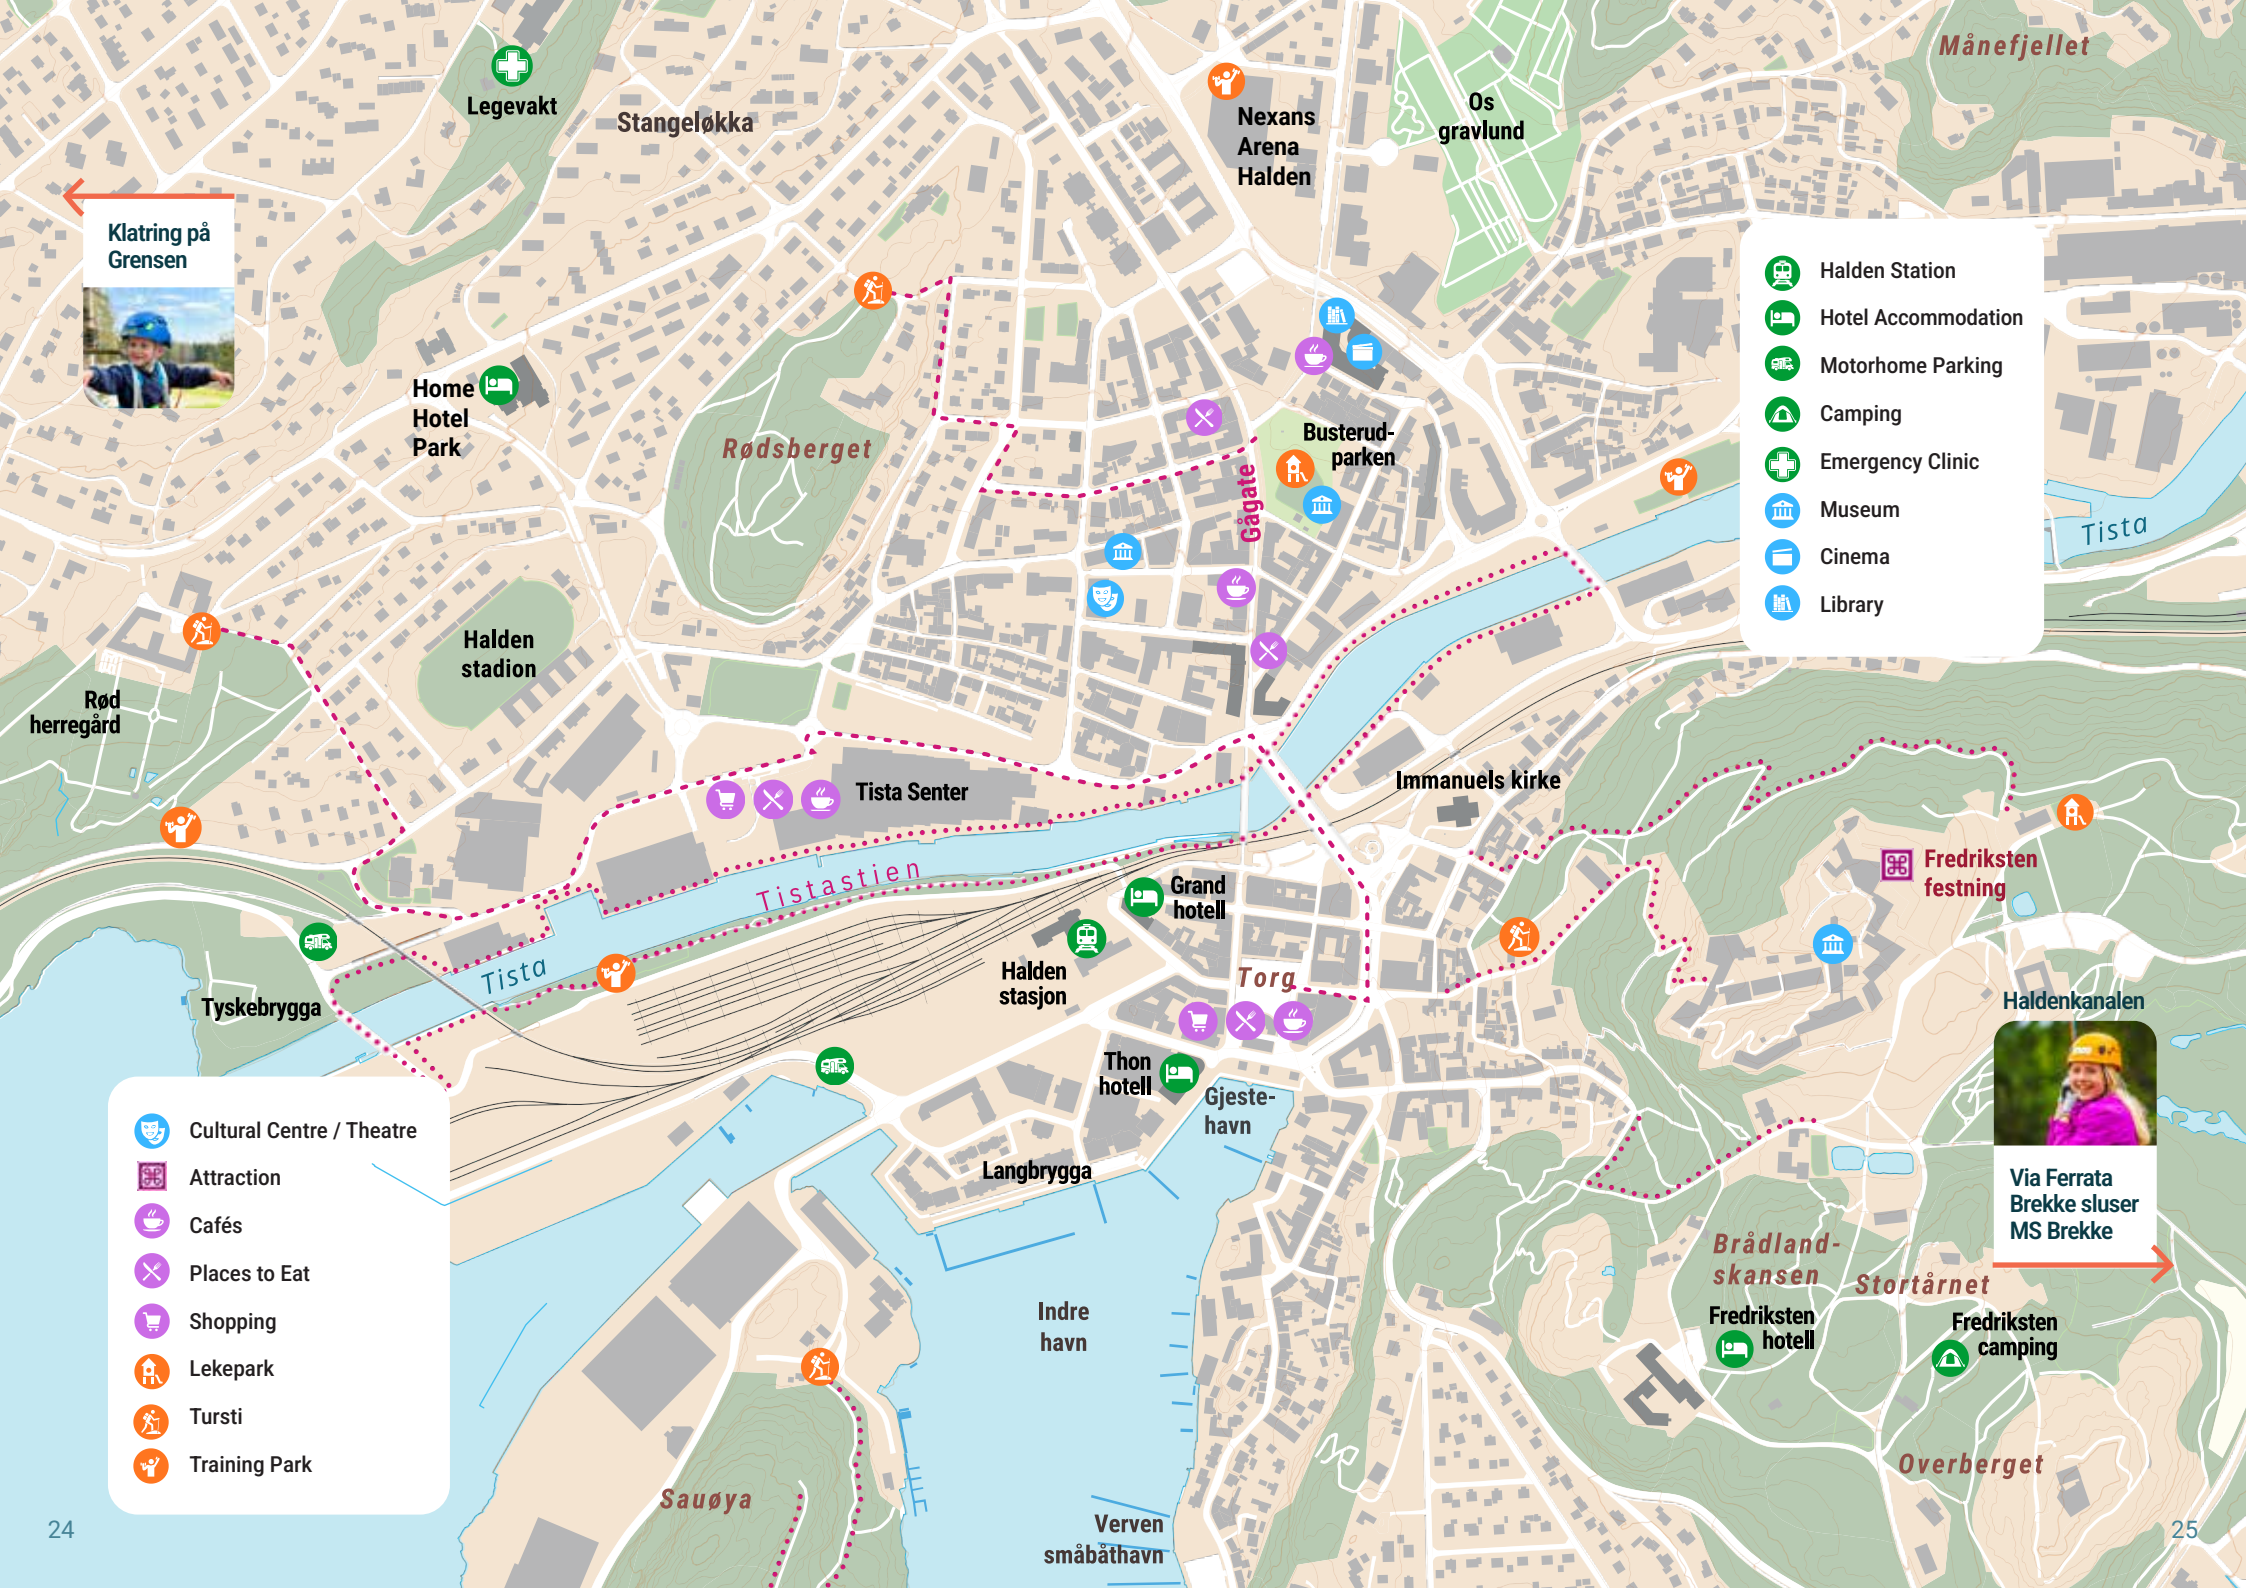 Månefjellet
Legevakt
Stangeløkka
Nexans
Arena
Halden
Os
gravlund
Klatring på
Grensen
Halden Station
Hotel Accommodation
Motorhome Parking
Camping
Emergency Clinic
Museum
Cinema
Library
Home
Hotel
Park
Rødsberget
Busterud-
parken
Gågate
Tista
Halden
stadion
Rød
herregård
Tista Senter
Immanuels kirke
Tistastien
Fredriksten
festning
Grand
hotell
Tista
Halden
stasjon
Torg
Tyskebrygga
Haldenkanalen
Thon
hotell
Gjeste-
havn
Langbrygga
Via Ferrata
Brekke sluser
MS Brekke
Cultural Centre / Theatre
Attraction
Cafés
Places to Eat
Shopping
Lekepark
Tursti
Training Park
Brådland-
skansen
Stortårnet
Indre
havn
Fredriksten
hotell
Fredriksten
camping
Overberget
Sauøya
Verven
småbåthavn
24
25